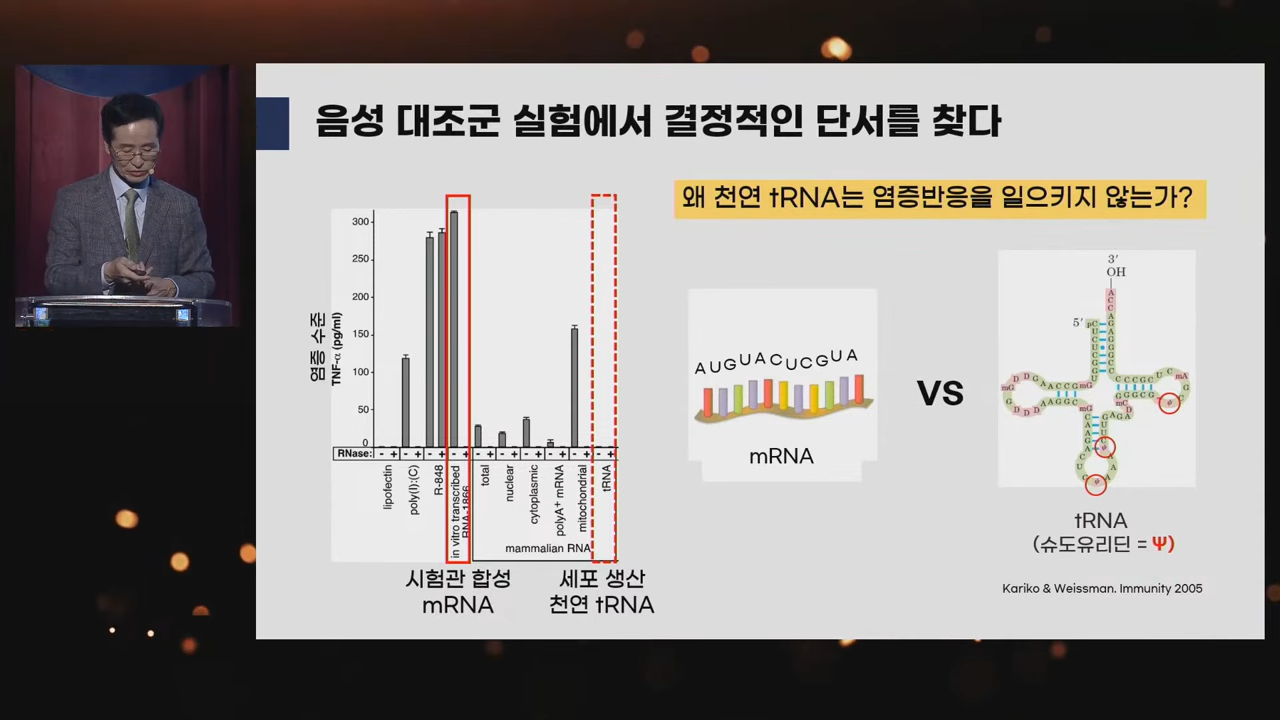 음성 대조군 실험에서 결정적인 단서를 찾다
왜 천연 tRNA는 염증반응을 일으키지 않는가?
염증 수준
TNF-α (pg/ml)
300
250
200
150
100
50
0
RNase: - + - + - + - + - + - + - + - + - + - +
lipofectin
poly(I):(C)
R-848
in vitro transcribed
RNA-1866
total
nuclear
cytoplasmic
polyA+ mRNA
mitochondrial
tRNA
mammalian RNA
시험관 합성
mRNA
세포 생산
천연 tRNA
AUGUACUCGUA
mRNA
VS
3′
OH
5′
tRNA
(슈도유리딘 = Ψ)
Kariko & Weissman. Immunity 2005